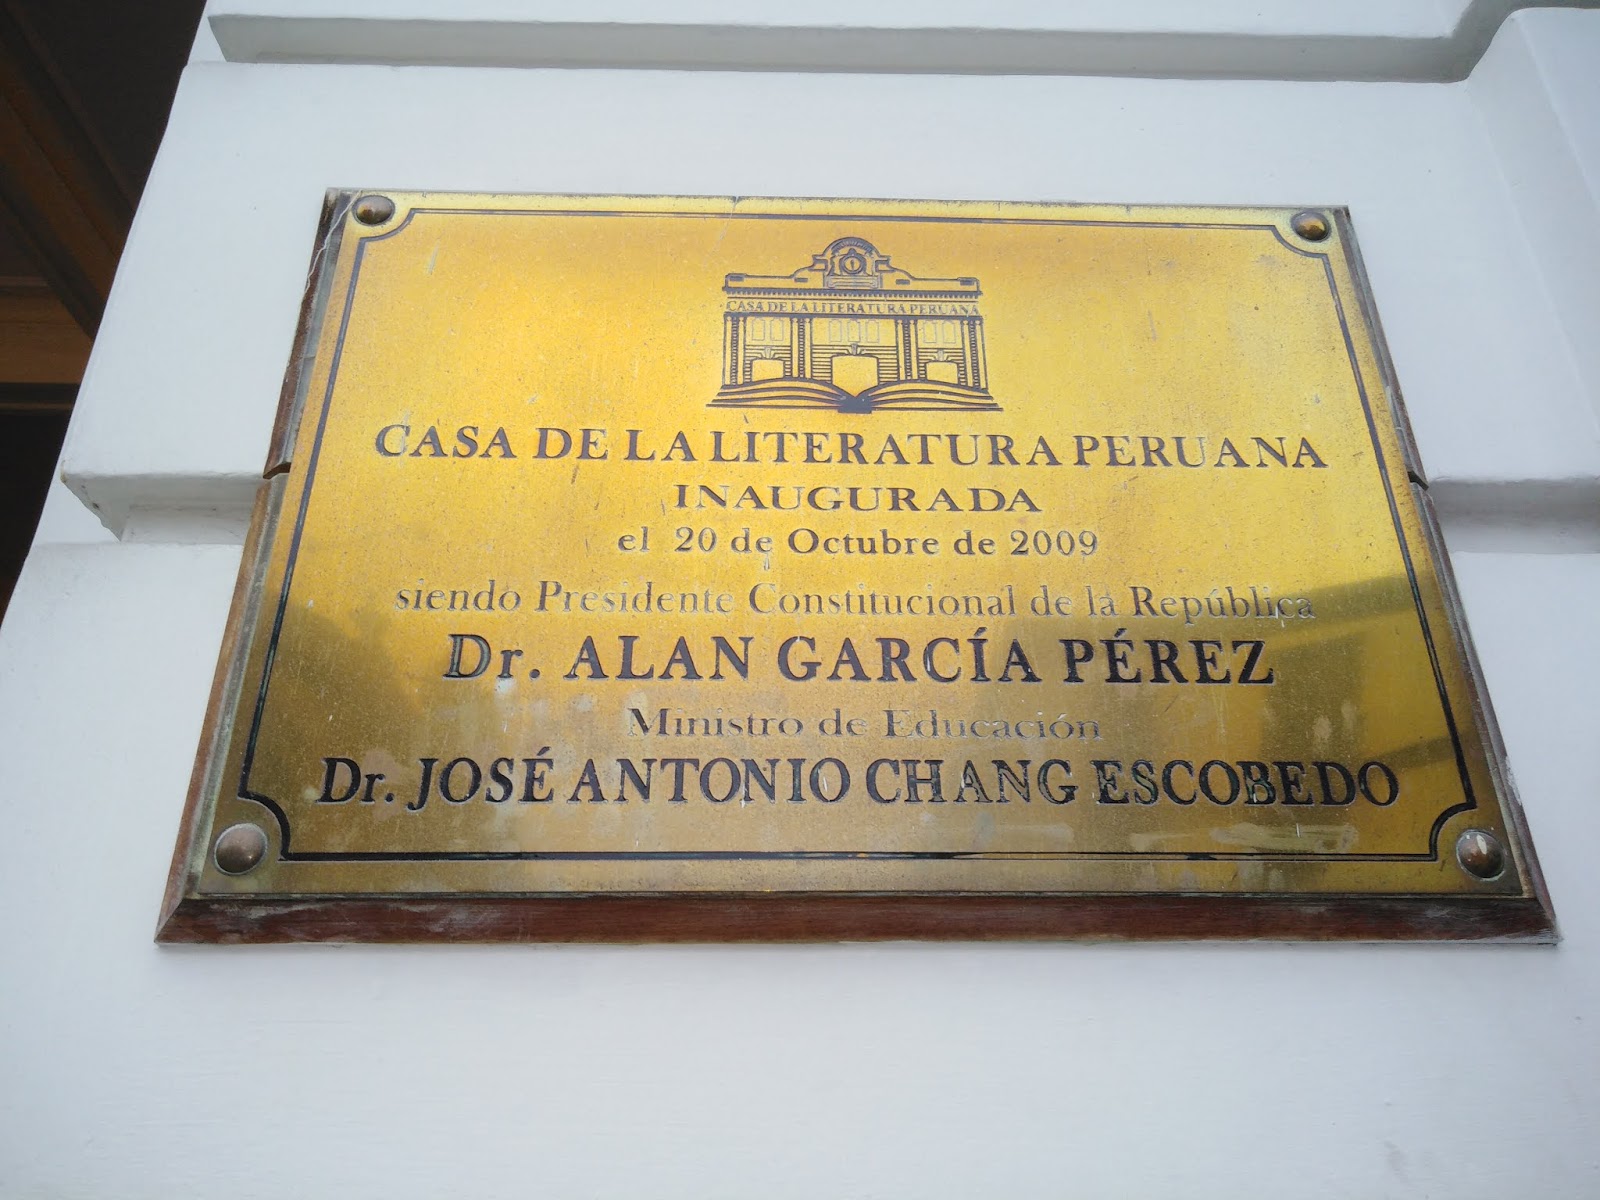 CASA DE LA LITERATURA PERUANA
CASA DE LA LITERATURA PERUANA
INAUGURADA
el 20 de Octubre de 2009
siendo Presidente Constitucional de la República
Dr. ALAN GARCÍA PÉREZ
Ministro de Educación
Dr. JOSÉ ANTONIO CHANG ESCOBEDO